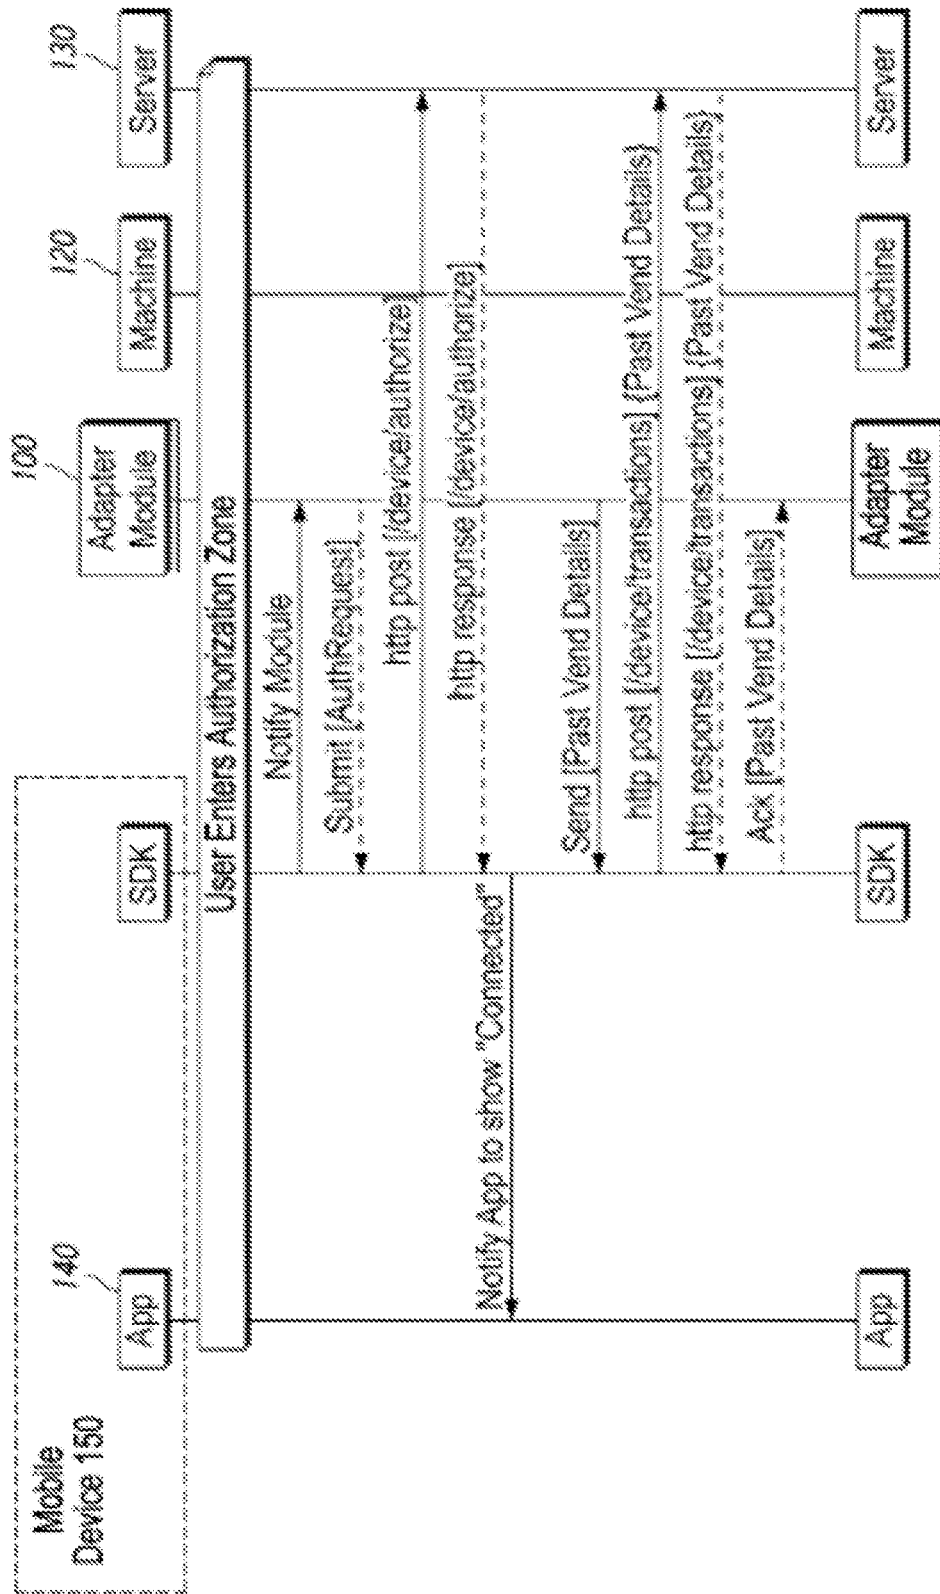 Mobile
Device 150
140
App
SDK
100
Adapter
Module
120
Machine
130
Server
User Enters Authorization Zone
Notify Module
Submit [AuthRequest]
http post [/device/authorize]
http response [/device/authorize]
Notify App to show "Connected"
Send [Past Vend Details]
http post [/device/transactions] {Past Vend Details}
http response [/device/transactions] {Past Vend Details}
Ack [Past Vend Details]
App
SDK
Adapter
Module
Machine
Server